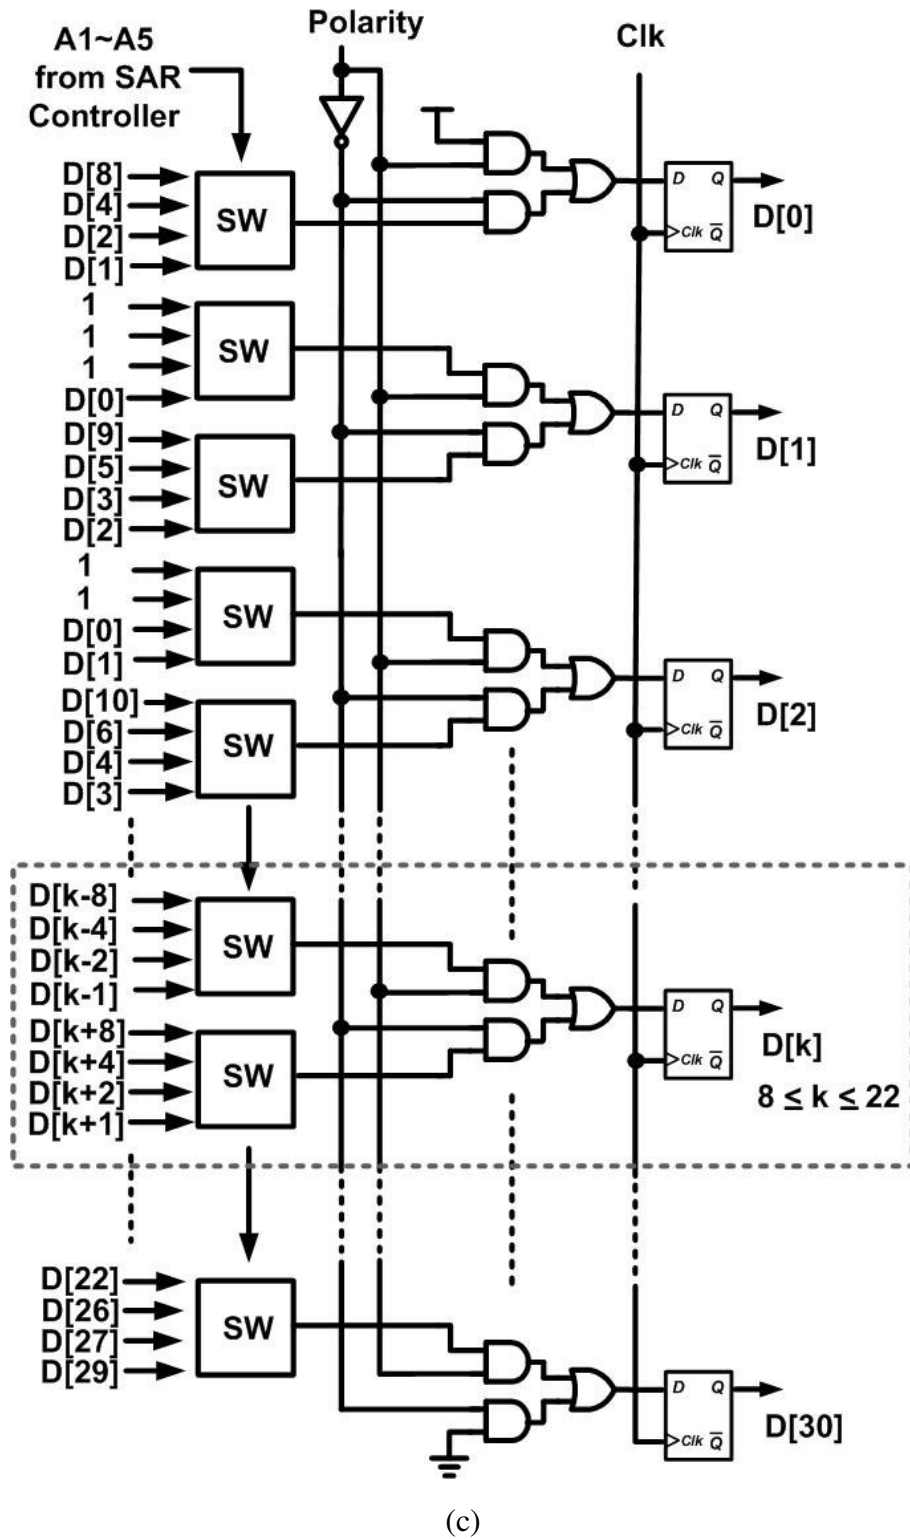 Polarity
Clk
A1~A5
from SAR
Controller
D[8]
D[4]
D[2]
D[1]
SW
D Q
Clk Q̅
D[0]
1
1
1
D[0]
SW
D[9]
D[5]
D[3]
D[2]
SW
D Q
Clk Q̅
D[1]
1
1
D[0]
D[1]
SW
D[10]
D[6]
D[4]
D[3]
SW
D Q
Clk Q̅
D[2]
D[k-8]
D[k-4]
D[k-2]
D[k-1]
SW
D[k+8]
D[k+4]
D[k+2]
D[k+1]
SW
D Q
Clk Q̅
D[k]
8 ≤ k ≤ 22
D[22]
D[26]
D[27]
D[29]
SW
D Q
Clk Q̅
D[30]
(c)